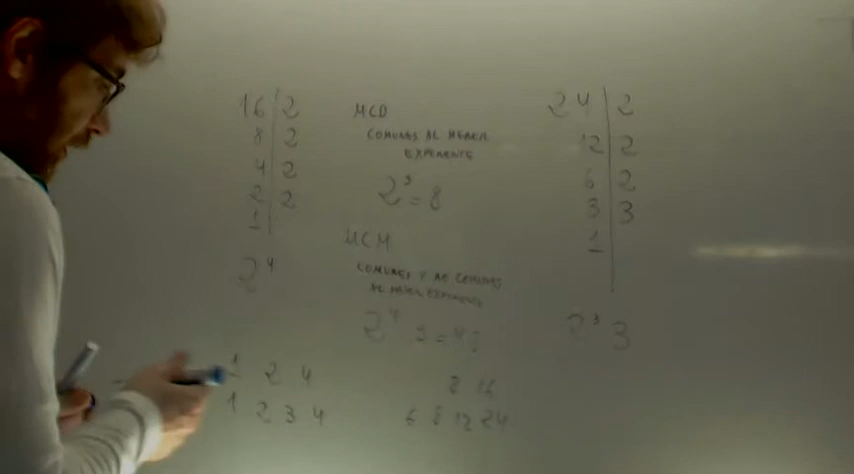 16 2
8 2
4 2
2 2
1
2⁴
MCD
COMUNES DE MENOR
EXPONENTE
2³ = 8
MCM
COMUNES Y NO COMUNES
DE MAYOR EXPONENTE
2⁴ 3 = 48
24 2
12 2
6 2
3 3
1
2³ 3
1 2 4 8 16
1 2 3 4 6 8 12 24